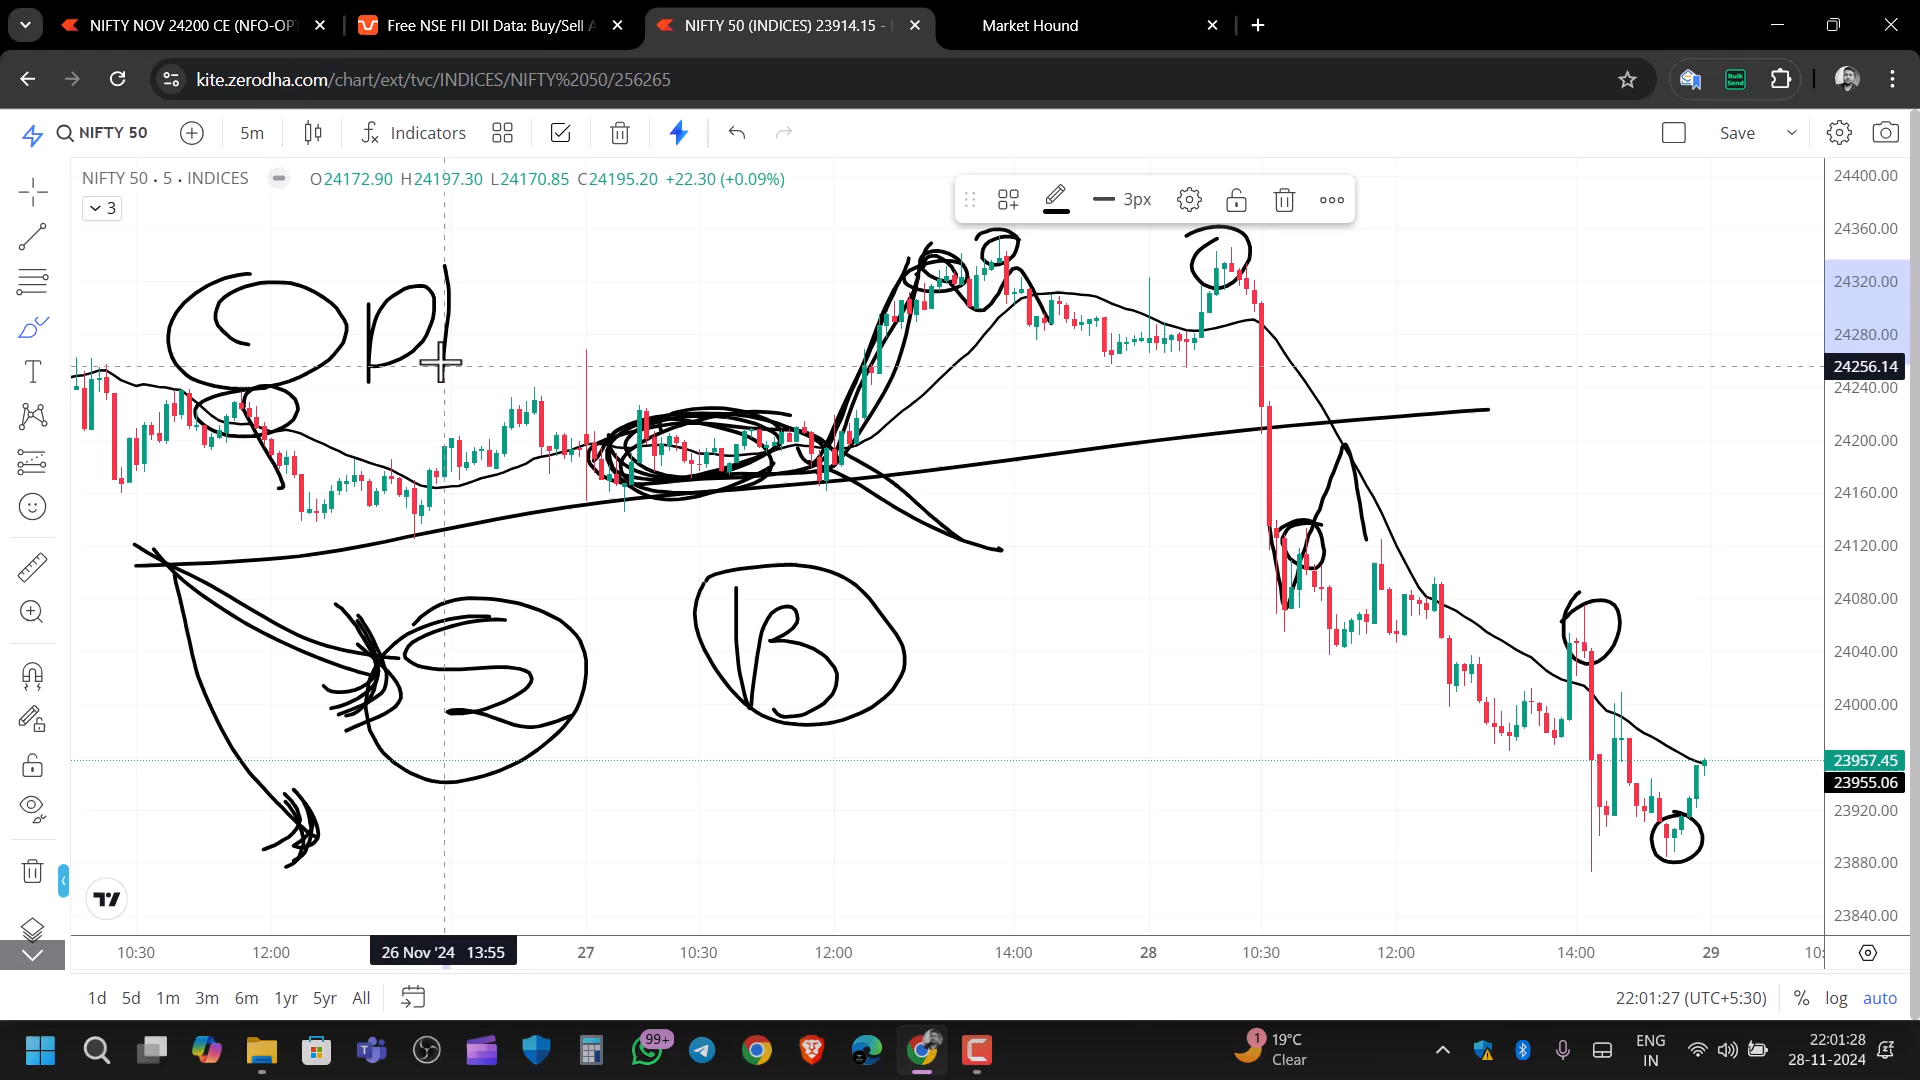 NIFTY NOV 24200 CE (NFO-OPT
Free NSE FII DII Data: Buy/Sell A
NIFTY 50 (INDICES) 23914.15 -
Market Hound
kite.zerodha.com/chart/ext/tvc/INDICES/NIFTY%2050/256265
Bulk Send
NIFTY 50
5m
Indicators
Save
NIFTY 50 · 5 · INDICES
O24172.90 H24197.30 L24170.85 C24195.20 +22.30 (+0.09%)
3
3px
24400.00
24360.00
24320.00
24280.00
24256.14
24240.00
24200.00
24160.00
24120.00
24080.00
24040.00
24000.00
23957.45
23955.06
23920.00
23880.00
23840.00
B
10:30
12:00
26 Nov '24 13:55
27
10:30
12:00
14:00
28
10:30
12:00
14:00
29
10:
1d 5d 1m 3m 6m 1yr 5yr All
22:01:27 (UTC+5:30)
% log auto
99+
1
19°C
Clear
ENG
IN
22:01:28
28-11-2024